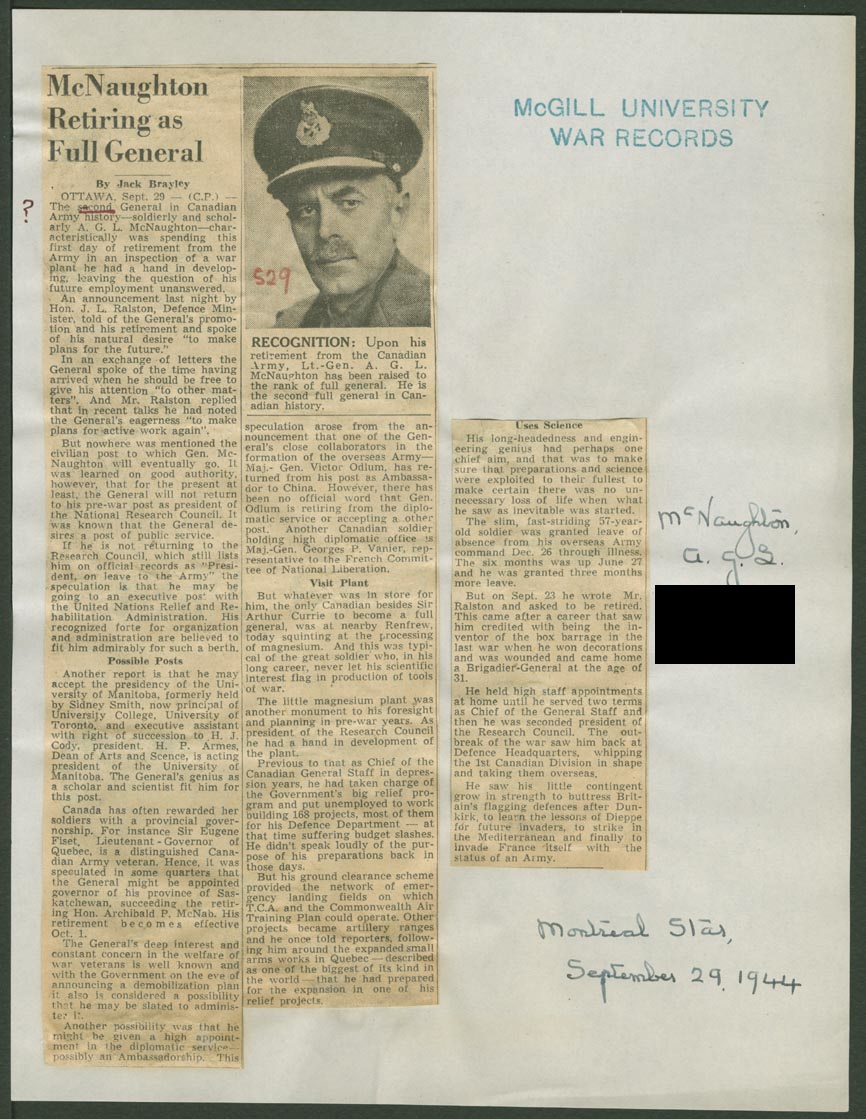 McNaughton
Retiring as
Full General
By Jack Brayley
OTTAWA, Sept. 29 — (C.P.) —
The second General in Canadian
Army history—soldierly and schol-
arly A. G. L. McNaughton—char-
acteristically was spending this
first day of retirement from the
Army in an inspection of a war
plant he had a hand in develop-
ing, leaving the question of his
future employment unanswered.
An announcement last night by
Hon. J. L. Ralston, Defence Min-
ister, told of the General's promo-
tion and his retirement and spoke
of his natural desire "to make
plans for the future."
In an exchange of letters the
General spoke of the time having
arrived when he should be free to
give his attention "to other mat-
ters". And Mr. Ralston replied
that in recent talks he had noted
the General's eagerness "to make
plans for active work again".
But nowhere was mentioned the
civilian post to which Gen. Mc-
Naughton will eventually go. It
was learned on good authority,
however, that for the present at
least, the General will not return
to his pre-war post as president of
the National Research Council. It
was known that the General de-
sires a post of public service.
If he is not returning to the
Research Council, which still lists
him on official records as "Presi-
dent, on leave to the Army" the
speculation is that he may be
going to an executive post with
the United Nations Relief and Re-
habilitation Administration. His
recognized forte for organization
and administration are believed to
fit him admirably for such a berth.
Possible Posts
Another report is that he may
accept the presidency of the Uni-
versity of Manitoba, formerly held
by Sidney Smith, now principal of
University College, University of
Toronto, and executive assistant
with right of succession to H. J.
Cody, president. H. P. Armes,
Dean of Arts and Scence, is acting
president of the University of
Manitoba. The General's genius as
a scholar and scientist fit him for
this post.
Canada has often rewarded her
soldiers with a provincial gover-
norship. For instance Sir Eugene
Fiset, Lieutenant-Governor of
Quebec, is a distinguished Cana-
dian Army veteran. Hence, it was
speculated in some quarters that
the General might be appointed
governor of his province of Sas-
katchewan, succeeding the retir-
ing Hon. Archibald P. McNab. His
retirement becomes effective
Oct. 1.
The General's deep interest and
constant concern in the welfare of
war veterans is well known and
with the Government on the eve of
announcing a demobilization plan
it also is considered a possibility
that he may be slated to adminis-
ter it.
Another possibility was that he
might be given a high appoint-
ment in the diplomatic service—
possibly an Ambassadorship. This
?
529
RECOGNITION: Upon his
retirement from the Canadian
Army, Lt.-Gen. A. G. L.
McNaughton has been raised to
the rank of full general. He is
the second full general in Can-
adian history.
speculation arose from the an-
nouncement that one of the Gen-
eral's close collaborators in the
formation of the overseas Army—
Maj.- Gen. Victor Odlum, has re-
turned from his post as Ambassa-
dor to China. However, there has
been no official word that Gen.
Odlum is retiring from the diplo-
matic service or accepting a other
post. Another Canadian soldier
holding high diplomatic office is
Maj.-Gen. Georges P. Vanier, rep-
resentative to the French Commit-
tee of National Liberation.
Visit Plant
But whatever was in store for
him, the only Canadian besides Sir
Arthur Currie to become a full
general, was at nearby Renfrew,
today squinting at the processing
of magnesium. And this was typi-
cal of the great soldier who, in his
long career, never let his scientific
interest flag in production of tools
of war.
The little magnesium plant was
another monument to his foresight
and planning in pre-war years. As
president of the Research Council
he had a hand in development of
the plant.
Previous to that as Chief of the
Canadian General Staff in depres-
sion years, he had taken charge of
the Government's big relief pro-
gram and put unemployed to work
building 168 projects, most of them
for his Defence Department — at
that time suffering budget slashes.
He didn't speak loudly of the pur-
pose of his preparations back in
those days.
But his ground clearance scheme
provided the network of emer-
gency landing fields on which
T.C.A. and the Commonwealth Air
Training Plan could operate. Other
projects became artillery ranges
and he once told reporters, follow-
ing him around the expanded small
arms works in Quebec—described
as one of the biggest of its kind in
the world—that he had prepared
for the expansion in one of his
relief projects.
McGILL UNIVERSITY
WAR RECORDS
Uses Science
His long-headedness and engin-
eering genius had perhaps one
chief aim, and that was to make
sure that preparations and science
were exploited to their fullest to
make certain there was no un-
necessary loss of life when what
he saw as inevitable was started.
The slim, fast-striding 57-year-
old soldier was granted leave of
absence from his overseas Army
command Dec. 26 through illness.
The six months was up June 27
and he was granted three months
more leave.
But on Sept. 23 he wrote Mr.
Ralston and asked to be retired.
This came after a career that saw
him credited with being the in-
ventor of the box barrage in the
last war when he won decorations
and was wounded and came home
a Brigadier-General at the age of
31.
He held high staff appointments
at home until he served two terms
as Chief of the General Staff and
then he was seconded president of
the Research Council. The out-
break of the war saw him back at
Defence Headquarters, whipping
the 1st Canadian Division in shape
and taking them overseas.
He saw his little contingent
grow in strength to buttress Brit-
ain's flagging defences after Dun-
kirk, to learn the lessons of Dieppe
for future invaders, to strike in
the Mediterranean and finally to
invade France itself with the
status of an Army.
McNaughton,
A. G. L.
Montreal Star,
September 29, 1944